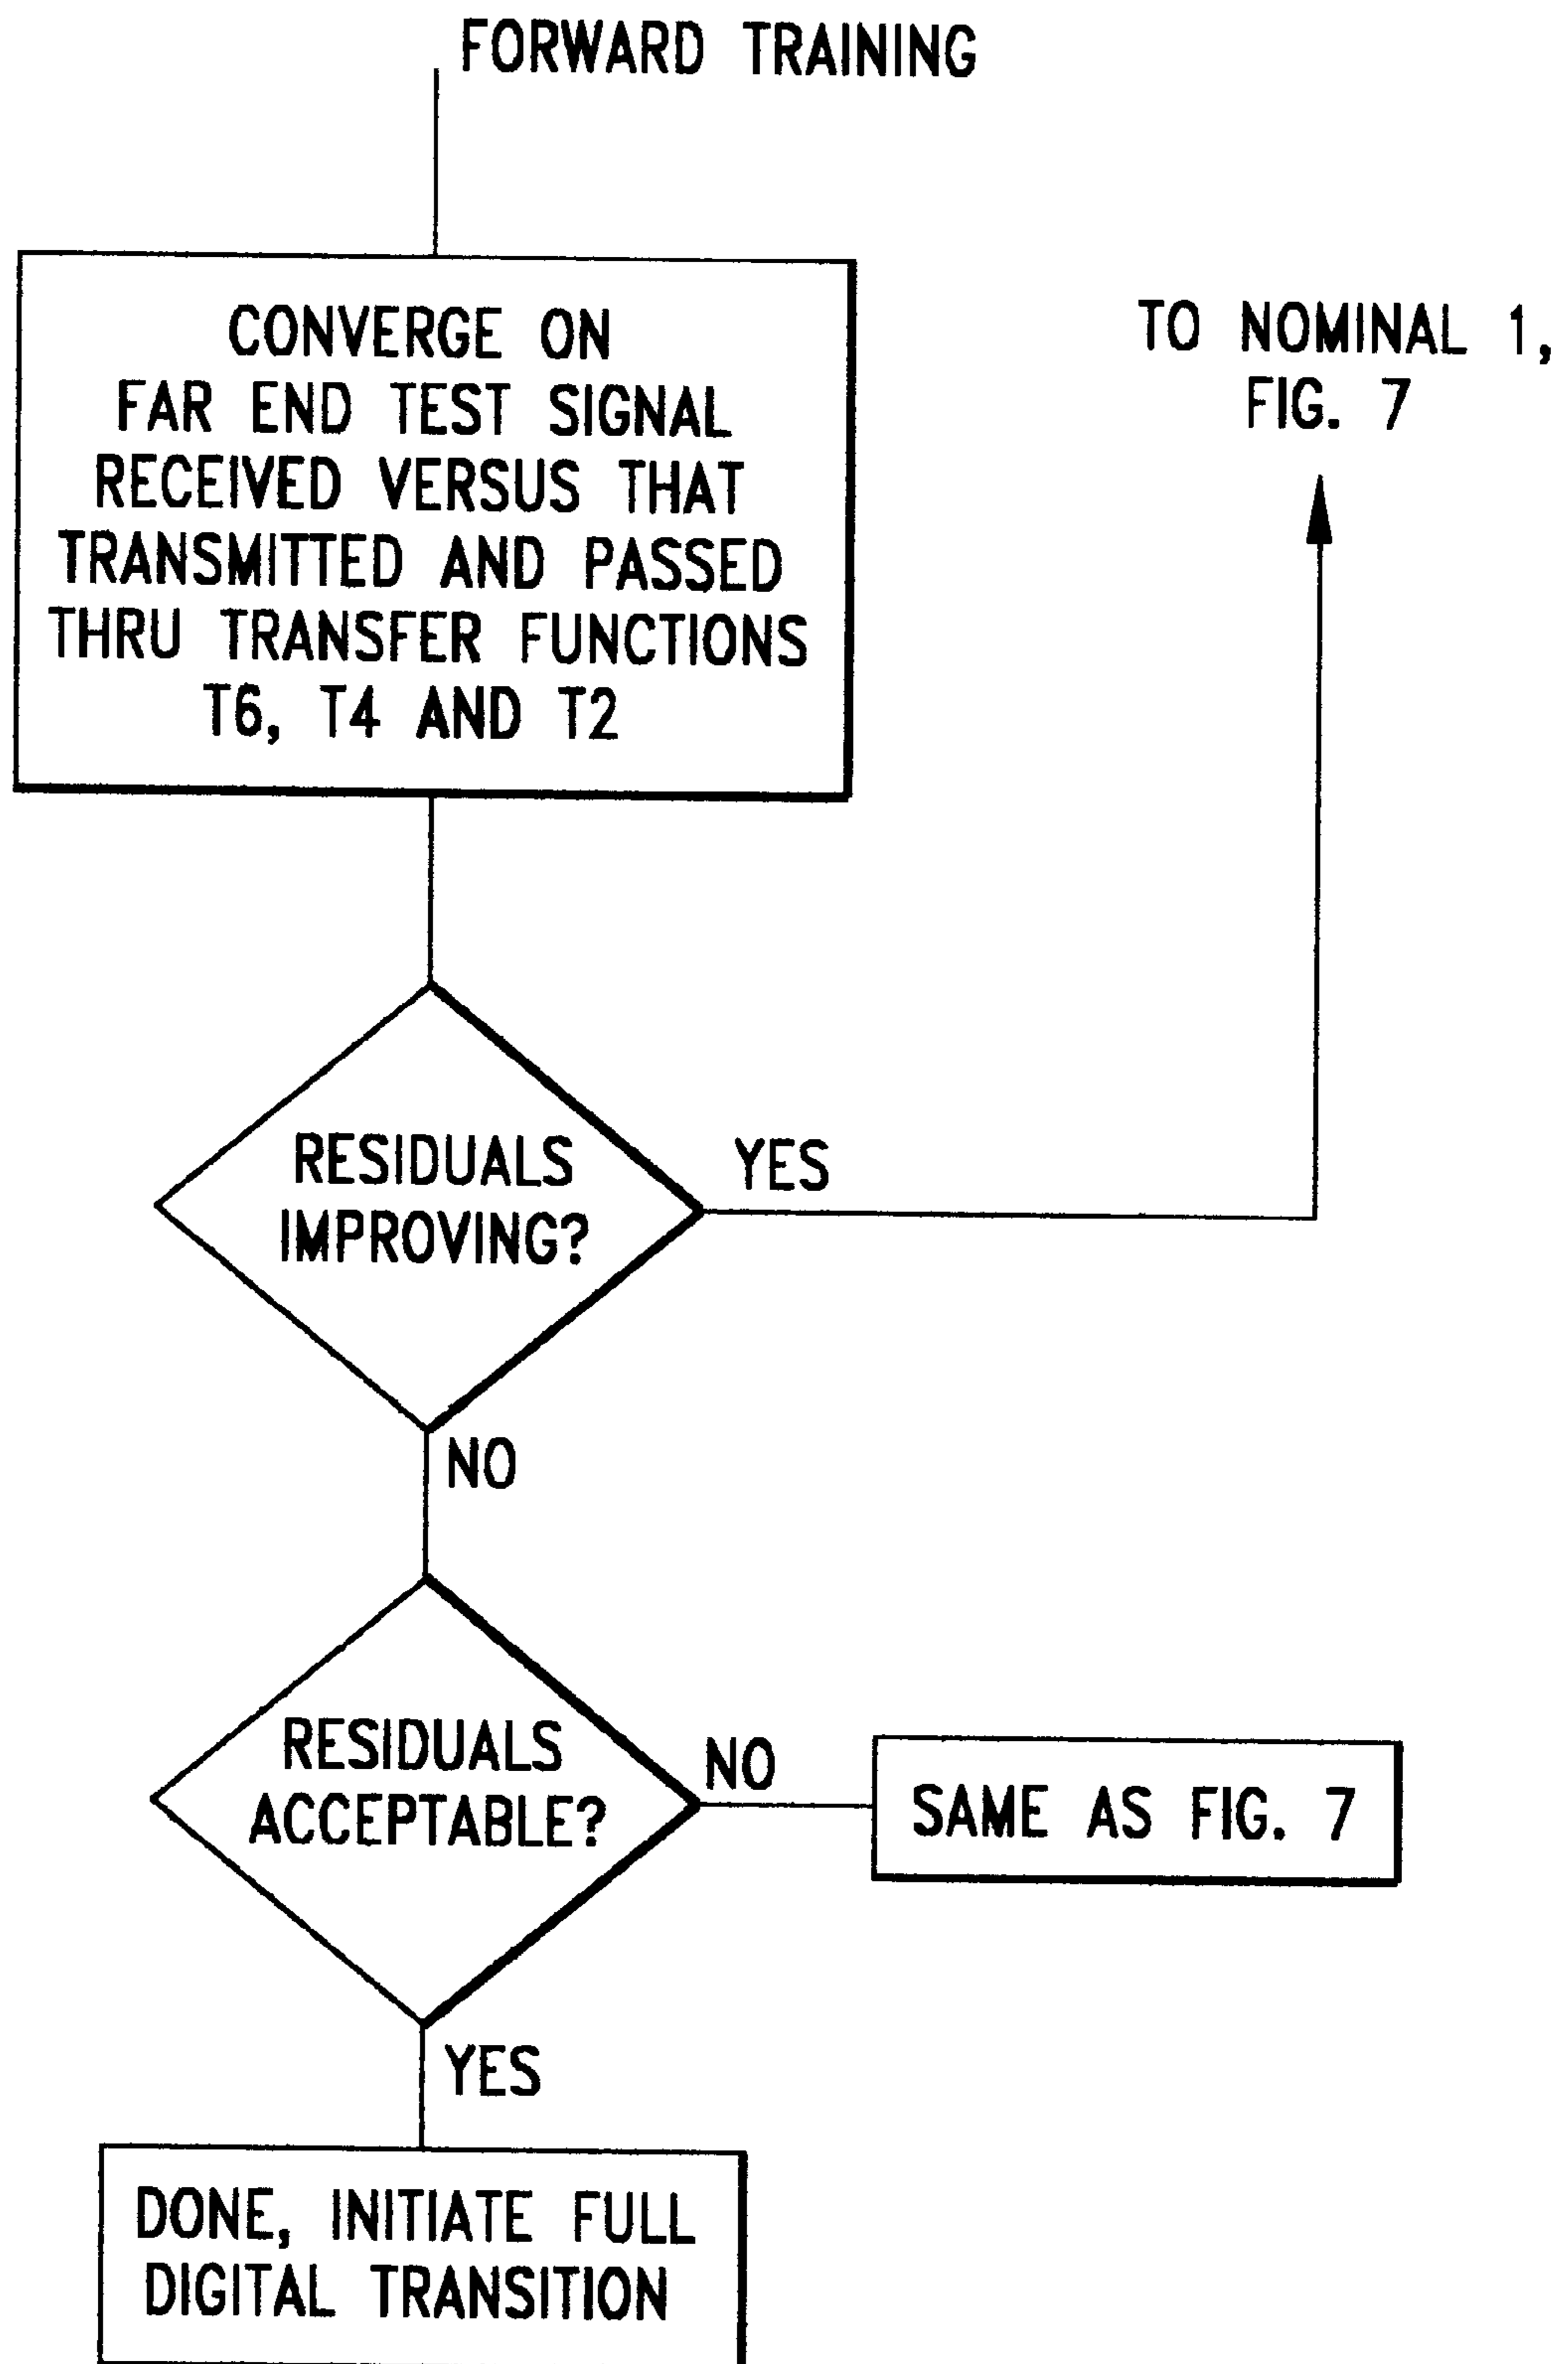 FORWARD TRAINING
CONVERGE ON
FAR END TEST SIGNAL
RECEIVED VERSUS THAT
TRANSMITTED AND PASSED
THRU TRANSFER FUNCTIONS
T6, T4 AND T2
TO NOMINAL 1,
FIG. 7
RESIDUALS
IMPROVING?
YES
NO
RESIDUALS
ACCEPTABLE?
NO
SAME AS FIG. 7
YES
DONE, INITIATE FULL
DIGITAL TRANSITION